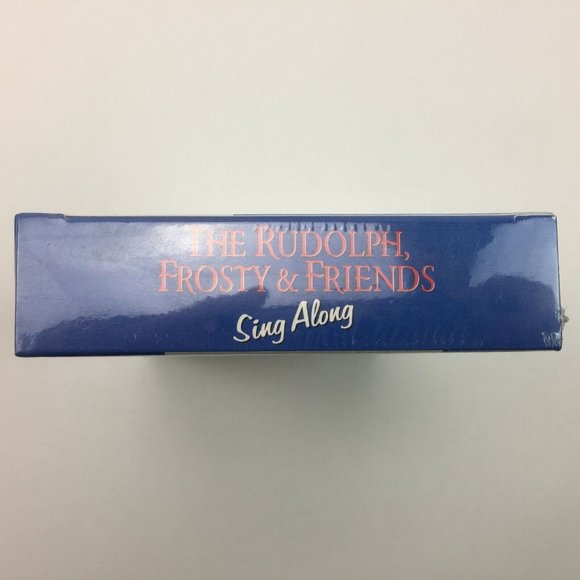 THE RUDOLPH,
FROSTY & FRIENDS
Sing Along